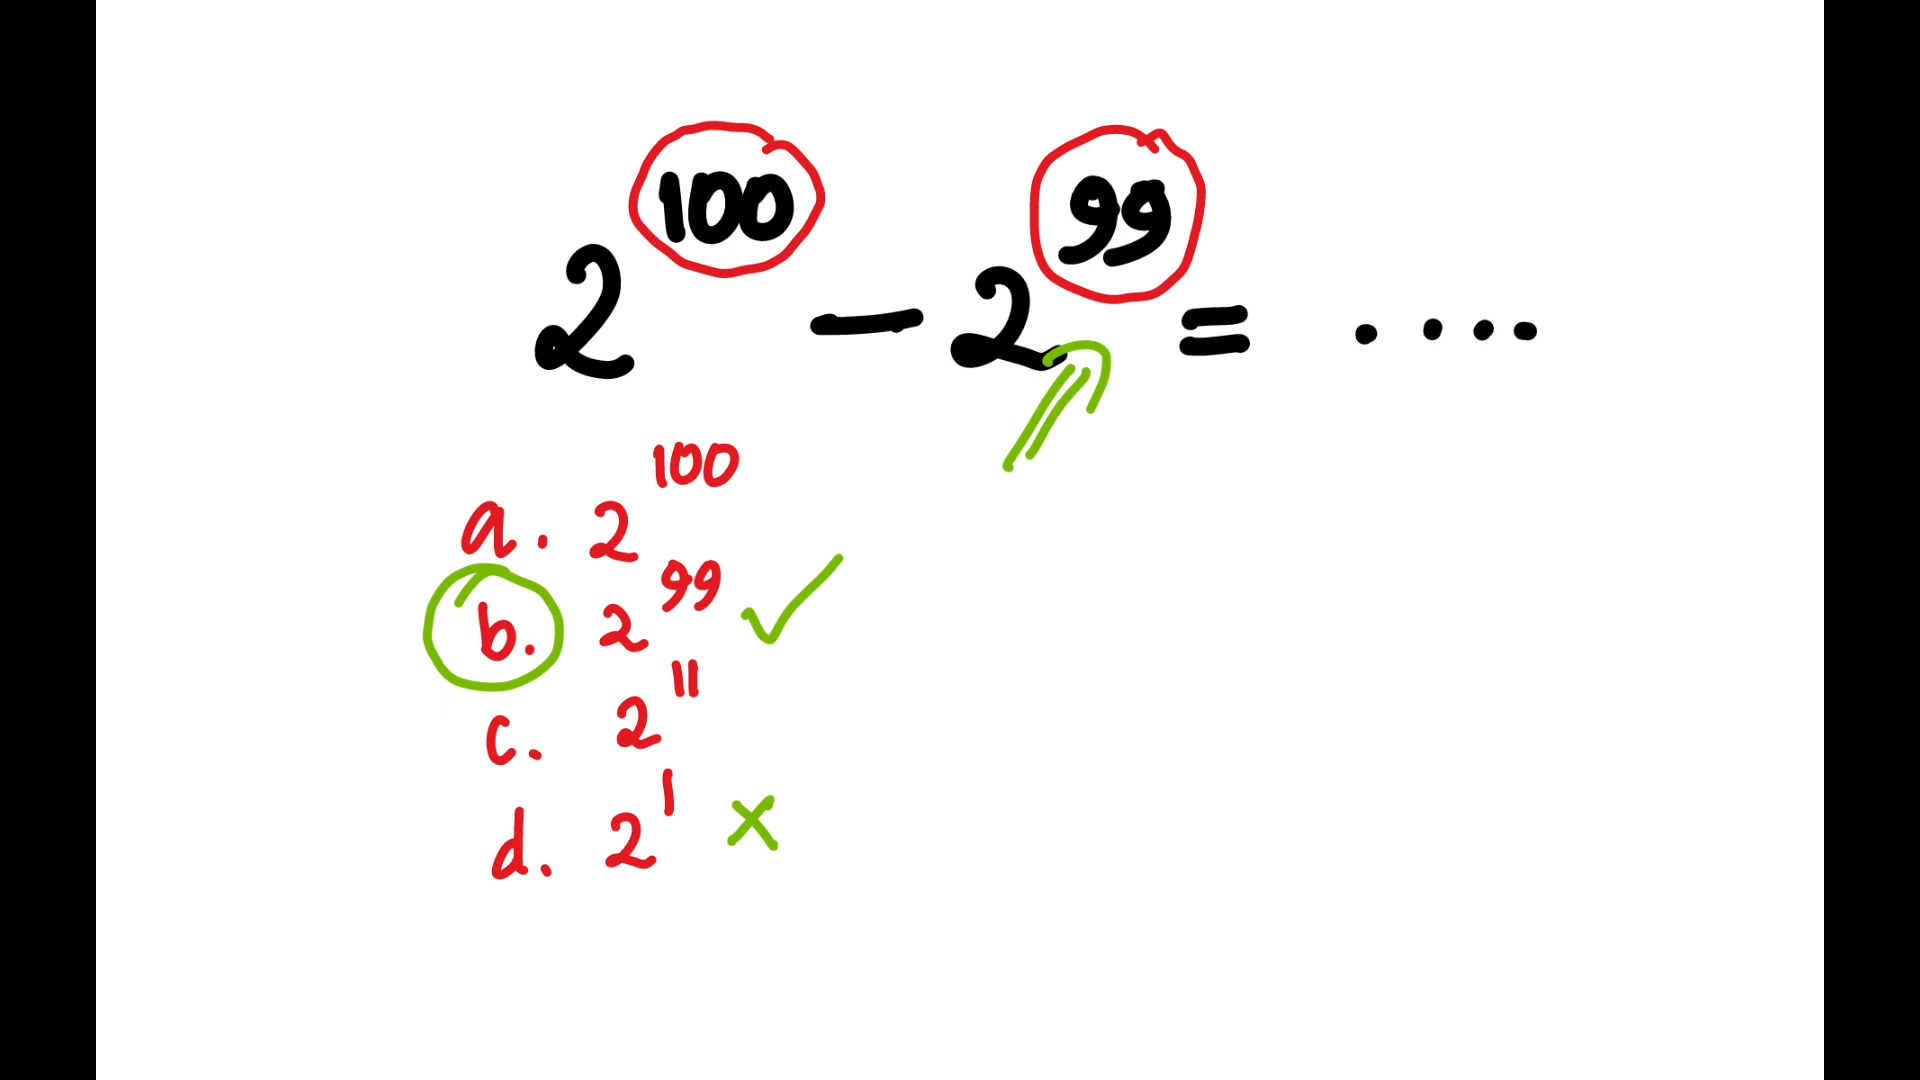 2^100 - 2^99 = ....
a. 2^100
b. 2^99 ✓
c. 2^11
d. 2^1 ×